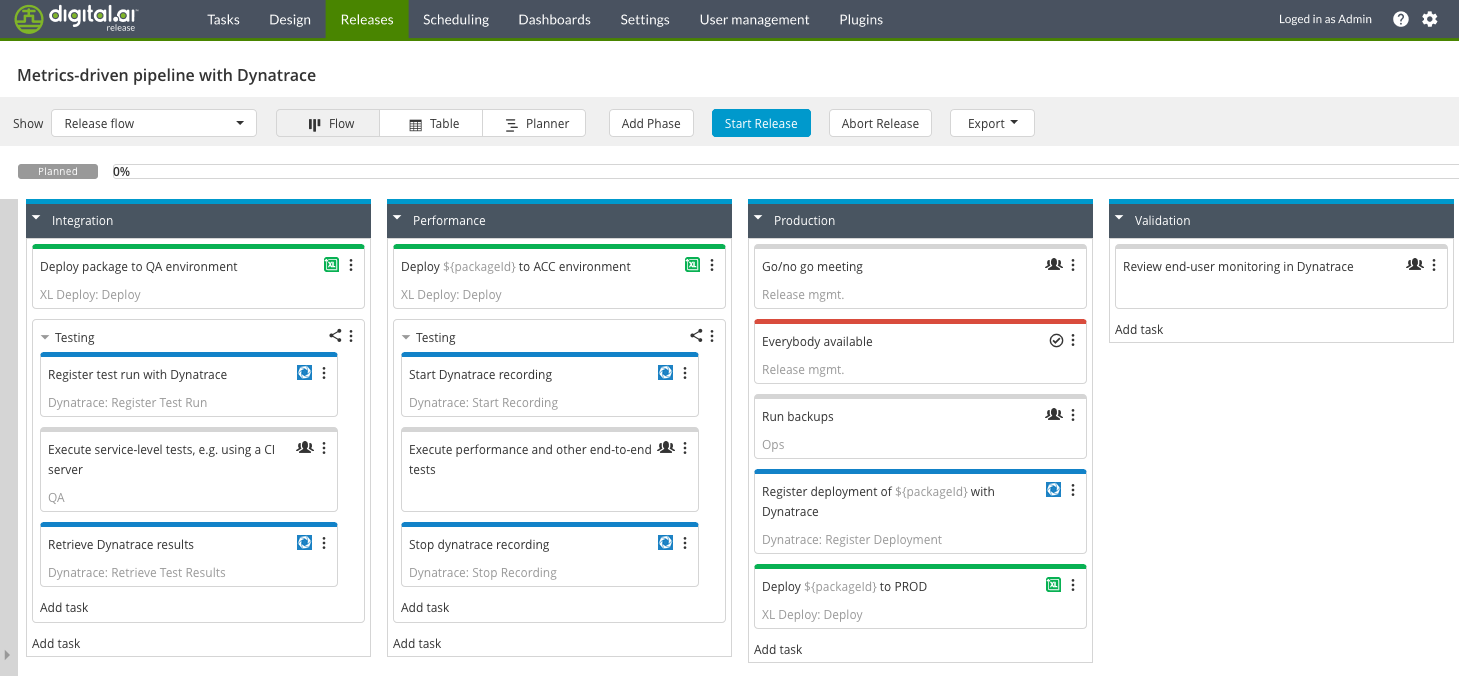 digital.ai
release
Tasks
Design
Releases
Scheduling
Dashboards
Settings
User management
Plugins
Loged in as Admin
Metrics-driven pipeline with Dynatrace
Show
Release flow
Flow
Table
Planner
Add Phase
Start Release
Abort Release
Export
Planned
0%
Integration
Deploy package to QA environment
XL
XL Deploy: Deploy
Testing
Register test run with Dynatrace
Dynatrace: Register Test Run
Execute service-level tests, e.g. using a CI
server
QA
Retrieve Dynatrace results
Dynatrace: Retrieve Test Results
Add task
Add task
Performance
Deploy ${packageId} to ACC environment
XL
XL Deploy: Deploy
Testing
Start Dynatrace recording
Dynatrace: Start Recording
Execute performance and other end-to-end
tests
Stop dynatrace recording
Dynatrace: Stop Recording
Add task
Add task
Production
Go/no go meeting
Release mgmt.
Everybody available
Release mgmt.
Run backups
Ops
Register deployment of ${packageId} with
Dynatrace
Dynatrace: Register Deployment
Deploy ${packageId} to PROD
XL
XL Deploy: Deploy
Add task
Validation
Review end-user monitoring in Dynatrace
Add task